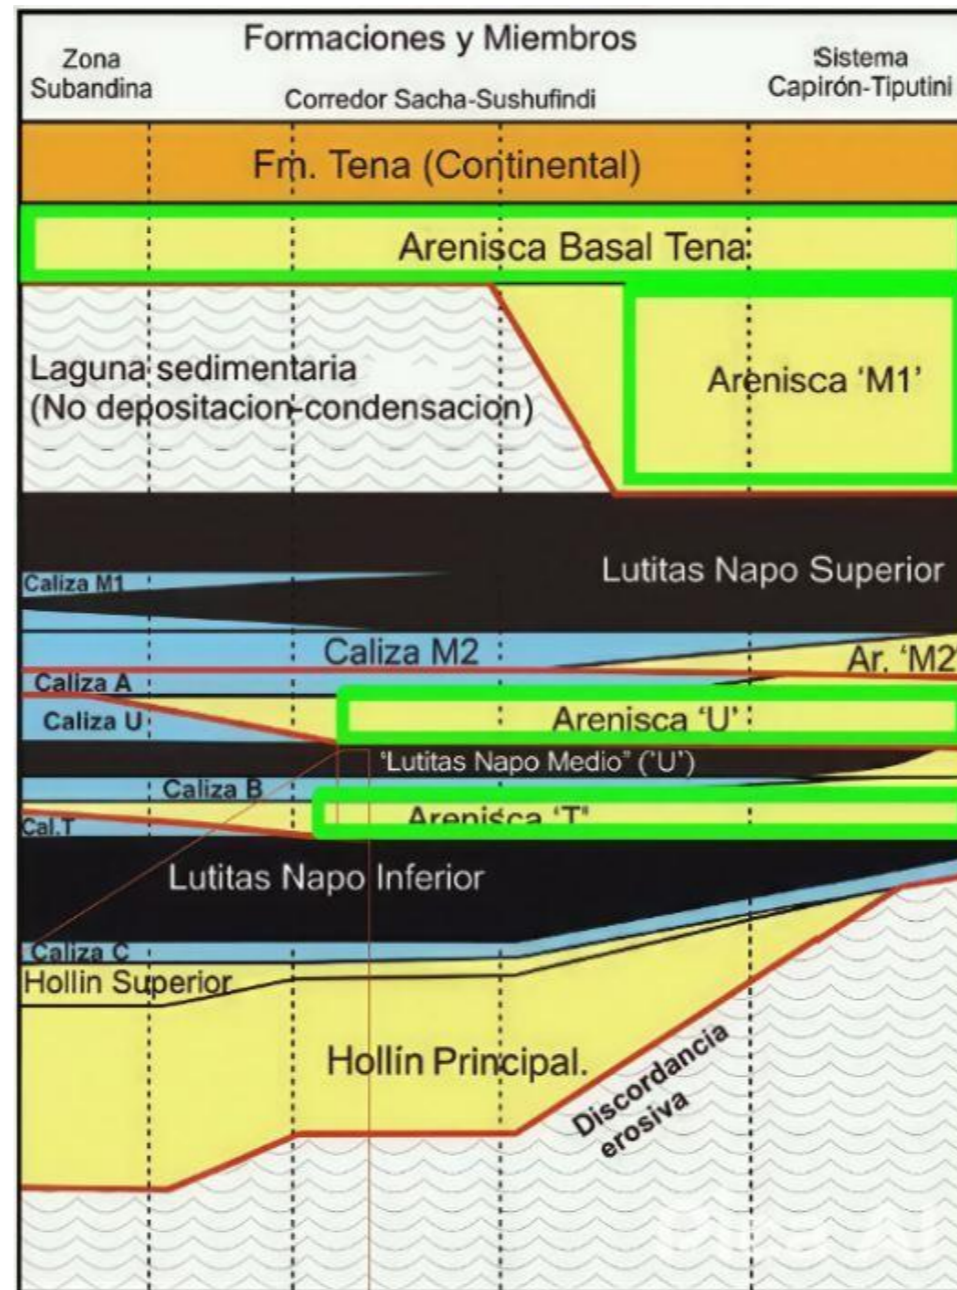 Formaciones y Miembros
Zona
Subandina
Corredor Sacha-Sushufindi
Sistema
Capirón-Tiputini
Fm. Tena (Continental)
Arenisca Basal Tena
Laguna sedimentaria
(No depositacion-condensacion)
Arenisca ‘M1’
Lutitas Napo Superior
Caliza M1
Caliza M2
Ar. ‘M2
Caliza A
Caliza U
Arenisca ‘U’
‘Lutitas Napo Medio” (‘U’)
Caliza B
Arenisca ‘T"
Cal.T
Lutitas Napo Inferior
Caliza C
Hollin Superior
Hollín Principal.
Discordancia
erosiva